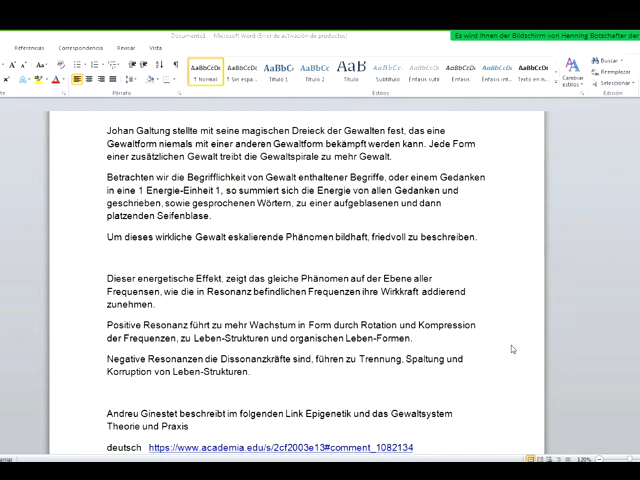 Documento1 - Microsoft Word (Error de activación de productos)
Es wird Ihnen der Bildschirm von Henning Botschafter der
Referencias Correspondencia Revisar Vista
AaBbCcDc AaBbCcDc AaBbC AaBbCc AaB AaBbCc AaBbCcDc AaBbCcDc AaBbCcDc AaBbCcDc
¶ Normal ¶ Sin espa... Título 1 Título 2 Título Subtítulo Énfasis sutil Énfasis Énfasis int... Texto en n...
Cambiar estilos
Buscar
Reemplazar
Seleccionar
Párrafo Estilos Edición
Johan Galtung stellte mit seine magischen Dreieck der Gewalten fest, das eine
Gewaltform niemals mit einer anderen Gewaltform bekämpft werden kann. Jede Form
einer zusätzlichen Gewalt treibt die Gewaltspirale zu mehr Gewalt.
Betrachten wir die Begrifflichkeit von Gewalt enthaltener Begriffe, oder einem Gedanken
in eine 1 Energie-Einheit 1, so summiert sich die Energie von allen Gedanken und
geschrieben, sowie gesprochenen Wörtern, zu einer aufgeblasenen und dann
platzenden Seifenblase.
Um dieses wirkliche Gewalt eskalierende Phänomen bildhaft, friedvoll zu beschreiben.
Dieser energetische Effekt, zeigt das gleiche Phänomen auf der Ebene aller
Frequensen, wie die in Resonanz befindlichen Frequenzen ihre Wirkkraft addierend
zunehmen.
Positive Resonanz führt zu mehr Wachstum in Form durch Rotation und Kompression
der Frequenzen, zu Leben-Strukturen und organischen Leben-Formen.
Negative Resonanzen die Dissonanzkräfte sind, führen zu Trennung, Spaltung und
Korruption von Leben-Strukturen.
Andreu Ginestet beschreibt im folgenden Link Epigenetik und das Gewaltsystem
Theorie und Praxis
deutsch https://www.academia.edu/s/2cf2003e13#comment_1082134
120%